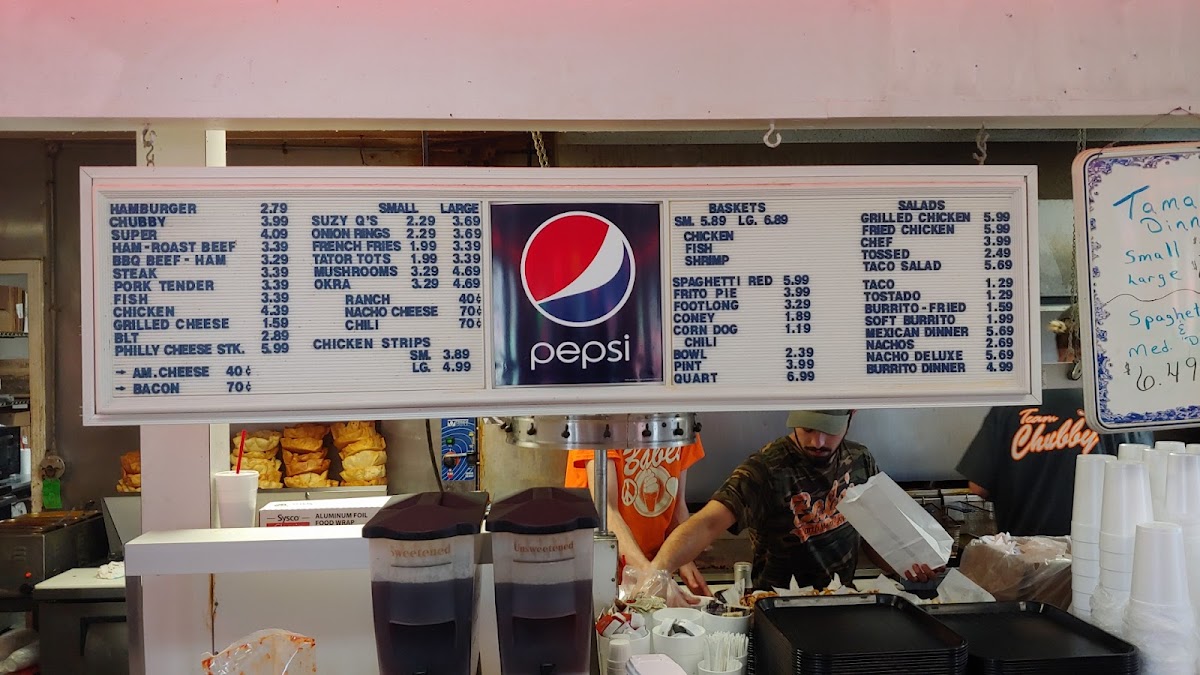 HAMBURGER 2.79
CHUBBY 3.99
SUPER 4.09
HAM-ROAST BEEF 3.39
BBQ BEEF - HAM 3.29
STEAK 3.39
PORK TENDER 3.39
FISH 3.39
CHICKEN 4.39
GRILLED CHEESE 1.59
BLT 2.89
PHILLY CHEESE STK. 5.99
→ AM.CHEESE 40¢
→ BACON 70¢
SMALL LARGE
SUZY Q'S 2.29 3.69
ONION RINGS 2.29 3.69
FRENCH FRIES 1.99 3.39
TATOR TOTS 1.99 3.39
MUSHROOMS 3.29 4.69
OKRA 3.29 4.69
RANCH 40¢
NACHO CHEESE 70¢
CHILI 70¢
CHICKEN STRIPS
SM. 3.89
LG. 4.99
pepsi
BASKETS
SM. 5.89 LG. 6.89
CHICKEN
FISH
SHRIMP
SPAGHETTI RED 5.99
FRITO PIE 3.99
FOOTLONG 3.29
CONEY 1.89
CORN DOG 1.19
CHILI
BOWL 2.39
PINT 3.99
QUART 6.99
SALADS
GRILLED CHICKEN 5.99
FRIED CHICKEN 5.99
CHEF 3.99
TOSSED 2.49
TACO SALAD 5.69
TACO 1.29
TOSTADO 1.29
BURRITO-FRIED 1.59
SOFT BURRITO 1.99
MEXICAN DINNER 5.69
NACHOS 2.69
NACHO DELUXE 5.69
BURRITO DINNER 4.99
Tama
Dinn
Small
Large
Spaghet
&
Med. D
$6.49
Team
Chubby
Sysco
ALUMINUM FOIL
FOOD WRAP
Sweetened
Unsweetened